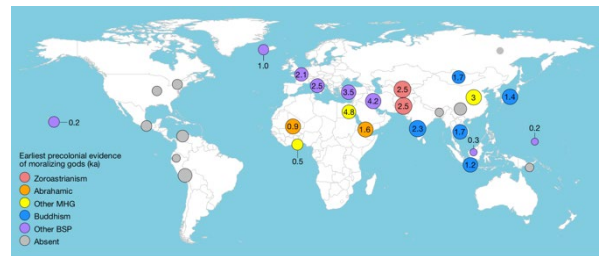 2.1
1.0
2.5
3.5
4.2
4.8
2.5
2.5
1.7
3
1.4
0.2
0.9
1.6
2.3
1.7
0.3
0.2
0.5
1.2
Earliest precolonial evidence
of moralizing gods (ka)
Zoroastrianism
Abrahamic
Other MHG
Buddhism
Other BSP
Absent